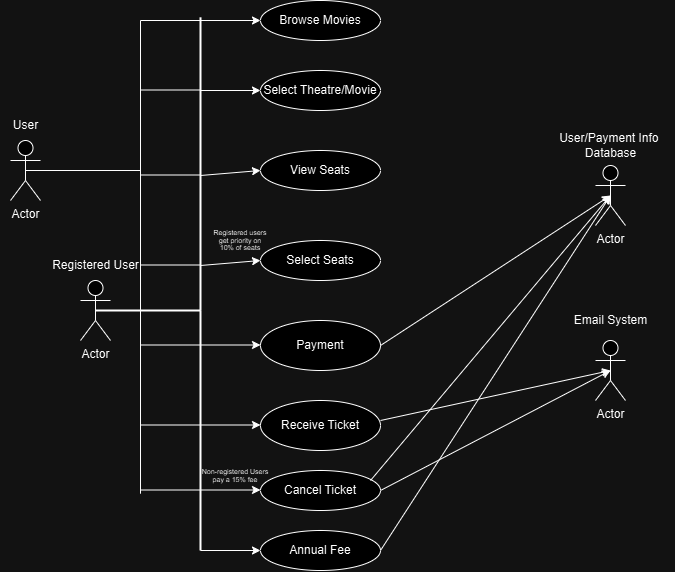 Browse Movies
Select Theatre/Movie
User
User/Payment Info
Database
View Seats
Actor
Registered users
get priority on
10% of seats
Actor
Registered User
Select Seats
Email System
Payment
Actor
Actor
Receive Ticket
Non-registered Users
pay a 15% fee
Cancel Ticket
Annual Fee